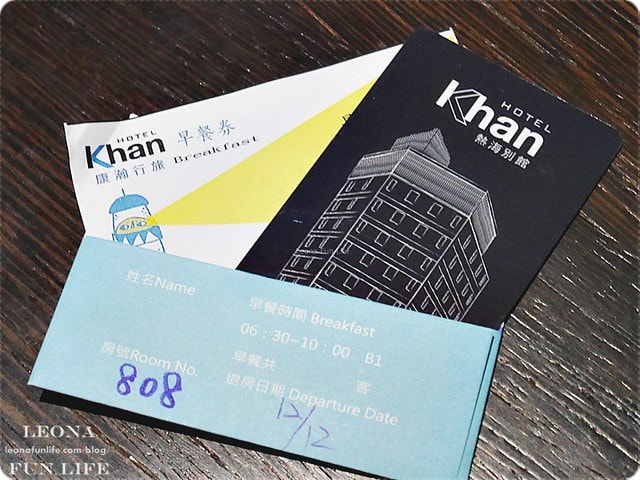 HOTEL
Khan
早餐券
康瀚行旅 Breakfast
HOTEL
Khan
熱海別館
姓名Name
早餐時間 Breakfast
06:30~10:00 B1
房號Room No.
早餐共 客
808
退房日期 Departure Date
12/12
LEONA
leonafunlife.com/blog
FUN LIFE